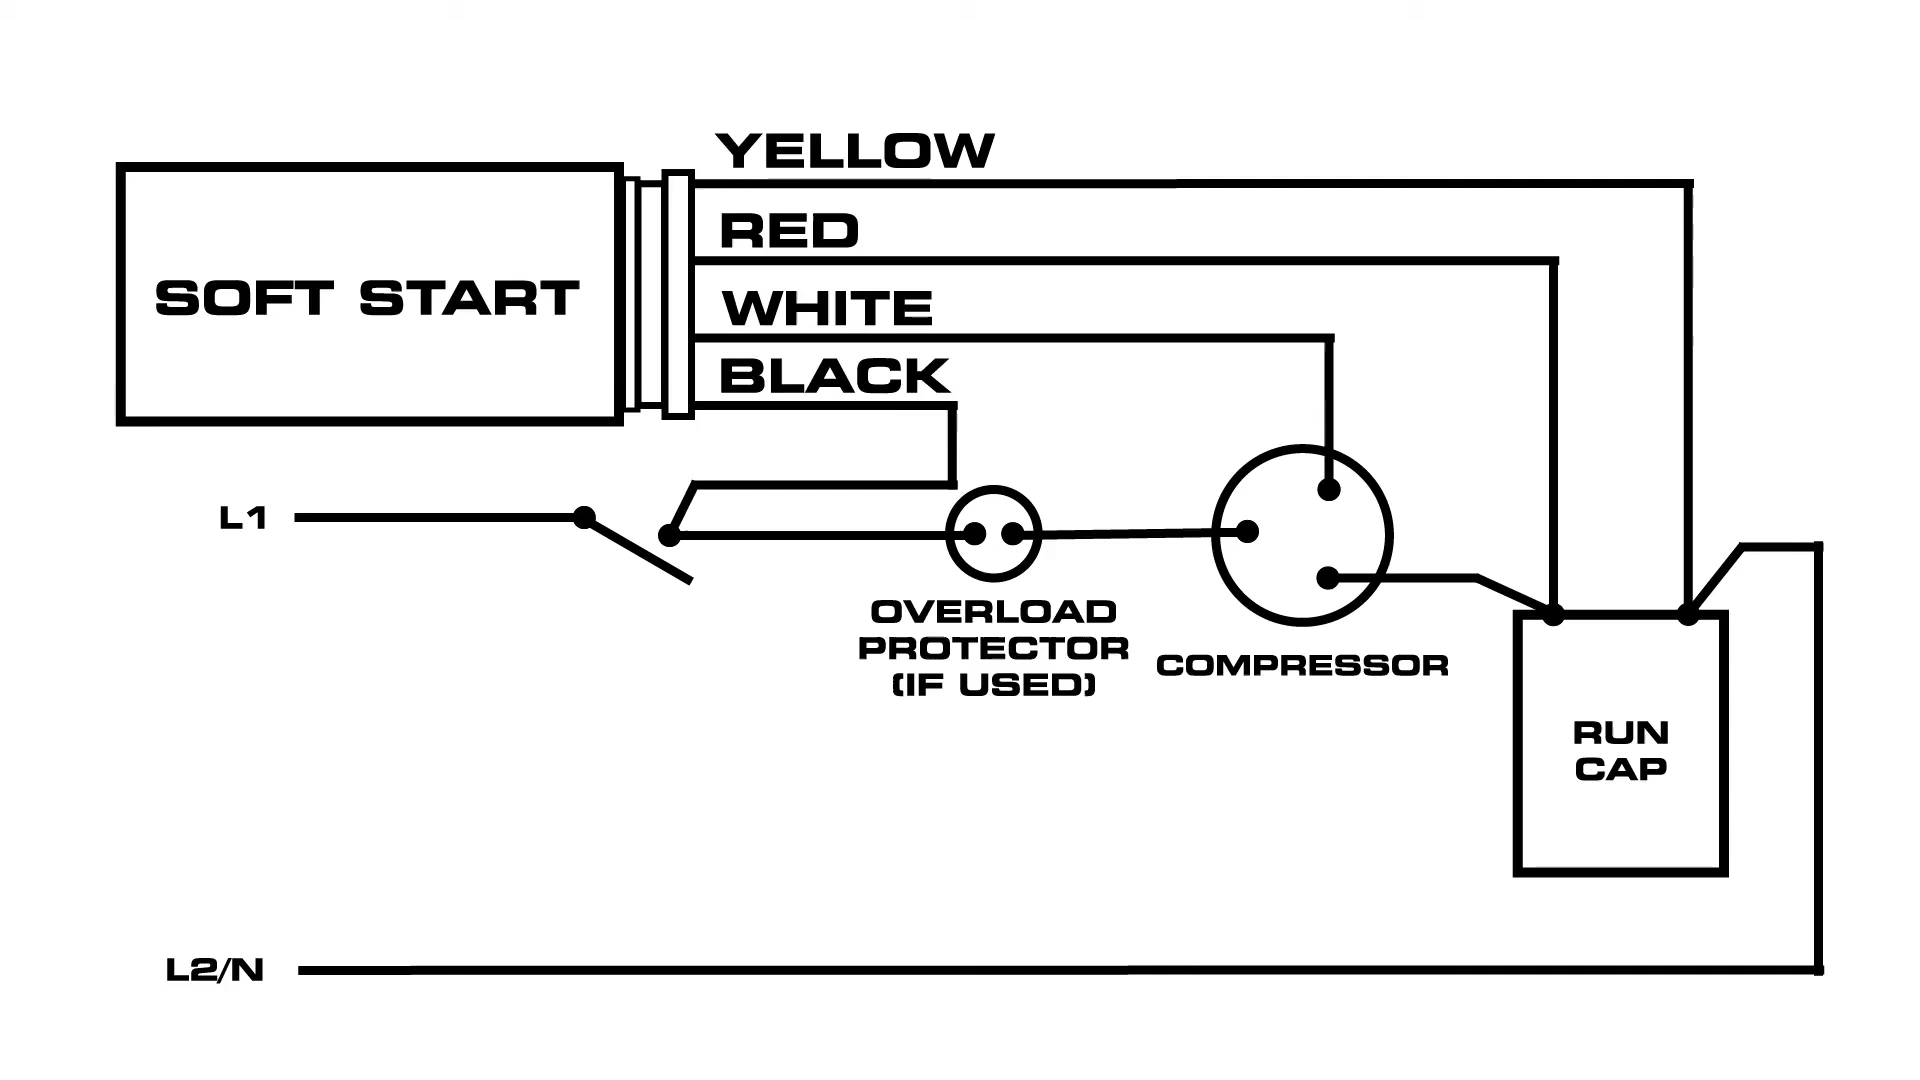 YELLOW
RED
SOFT START
WHITE
BLACK
L1
OVERLOAD
PROTECTOR
(IF USED)
COMPRESSOR
RUN
CAP
L2/N